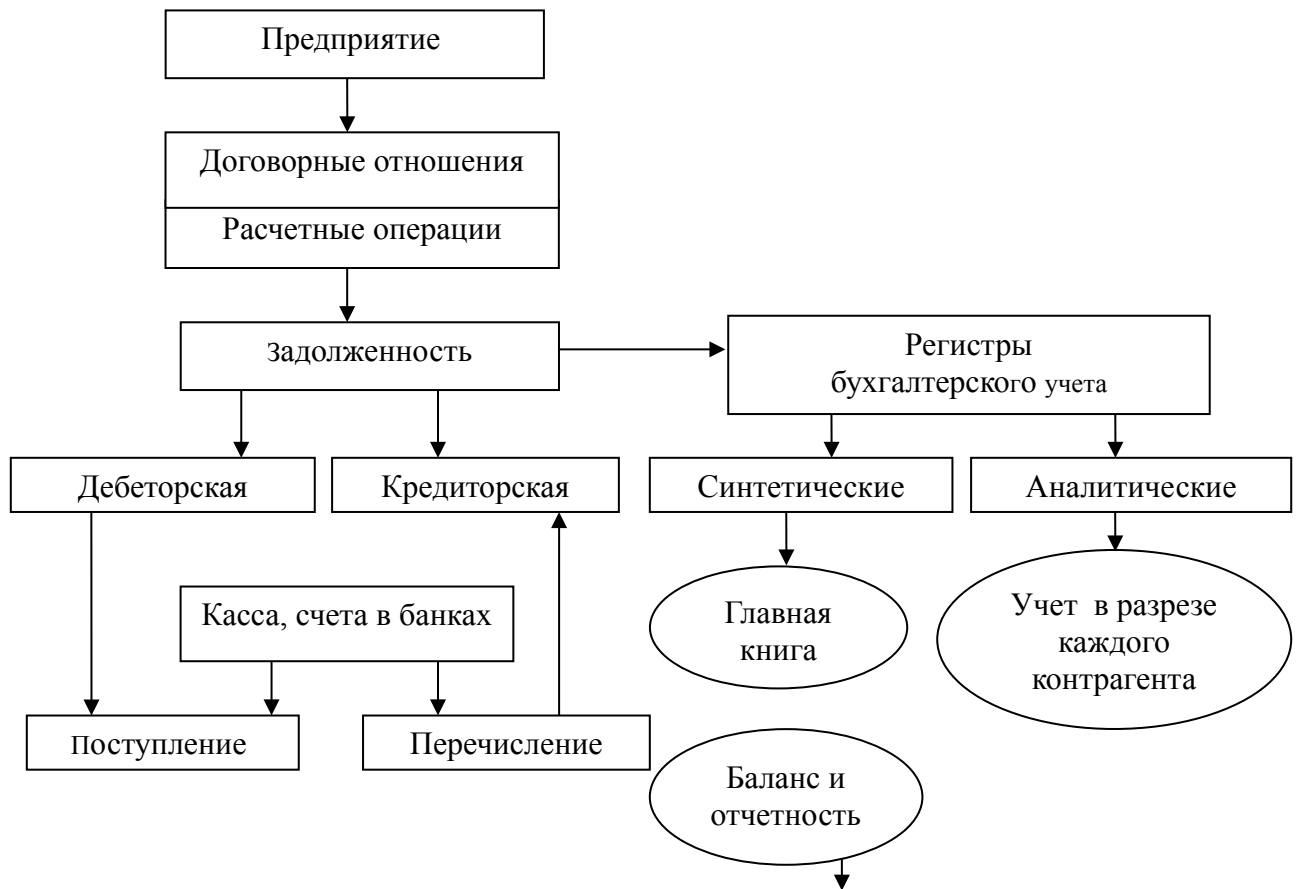 Предприятие
Договорные отношения
Расчетные операции
Задолженность
Регистры
бухгалтерского учета
Дебеторская
Кредиторская
Синтетические
Аналитические
Касса, счета в банках
Главная
книга
Учет в разрезе
каждого
контрагента
Поступление
Перечисление
Баланс и
отчетность